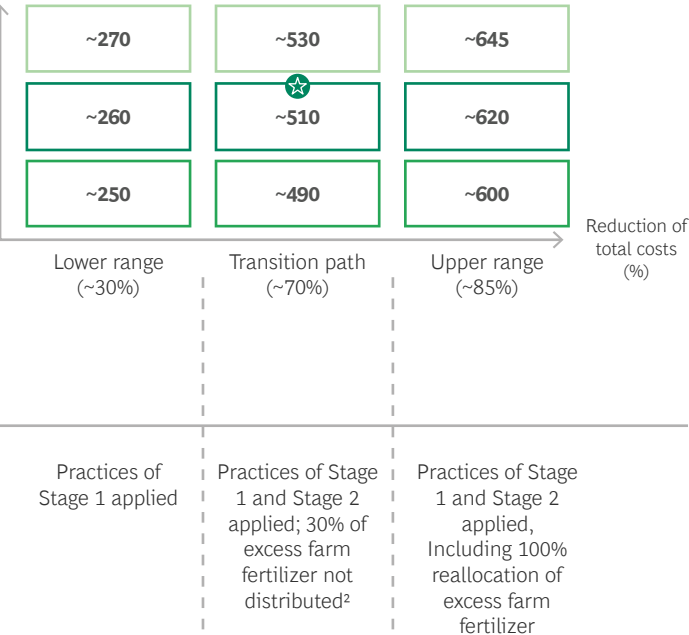 ~270 ~530 ~645
~260 ~510 ~620
~250 ~490 ~600
Reduction of
total costs
(%)
Lower range
(~30%)
Transition path
(~70%)
Upper range
(~85%)
Practices of
Stage 1 applied
Practices of Stage
1 and Stage 2
applied; 30% of
excess farm
fertilizer not
distributed²
Practices of Stage
1 and Stage 2
applied,
Including 100%
reallocation of
excess farm
fertilizer